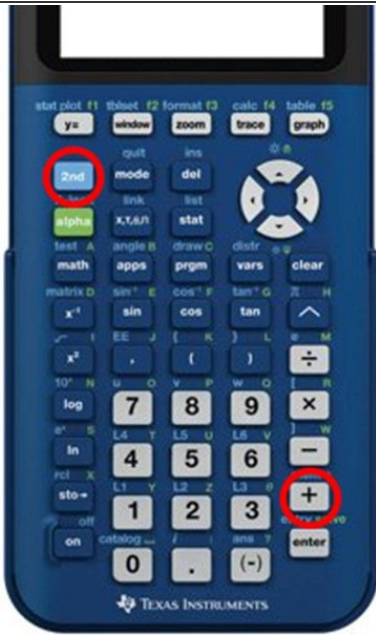 stat plot f1 tblset f2 format f3 calc f4 table f5
y= window zoom trace graph
quit ins
2nd mode del
link list
alpha X,T,θ,n stat
test A angle B draw C distr
math apps prgm vars clear
matrix D sin⁻¹ E cos⁻¹ F tan⁻¹ G π H
x⁻¹ sin cos tan ^
√ I EE J { K } L e M
x² , ( ) ÷
10ˣ N u O v P w Q [ R
log 7 8 9 ×
eˣ S L4 T L5 U L6 V ] W
ln 4 5 6 −
rcl X L1 Y L2 Z L3 θ
sto→ 1 2 3 +
off catalog i : ans ? entry solve
on 0 . (-) enter
TEXAS INSTRUMENTS